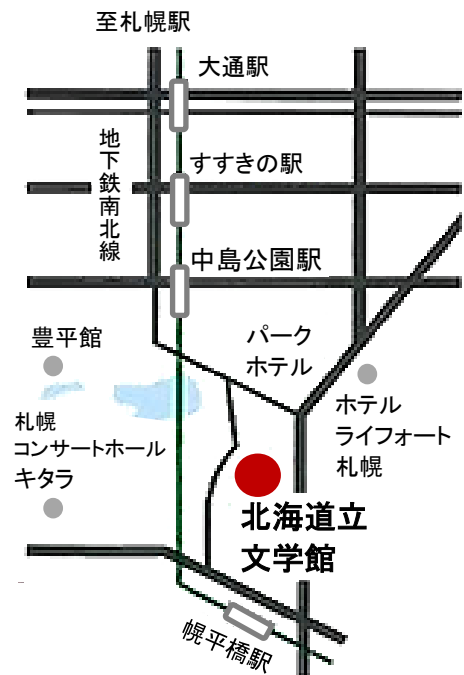 至札幌駅
大通駅
地下鉄南北線
すすきの駅
中島公園駅
豊平館
パーク
ホテル
ホテル
ライフォート
札幌
札幌
コンサートホール
キタラ
北海道立
文学館
幌平橋駅